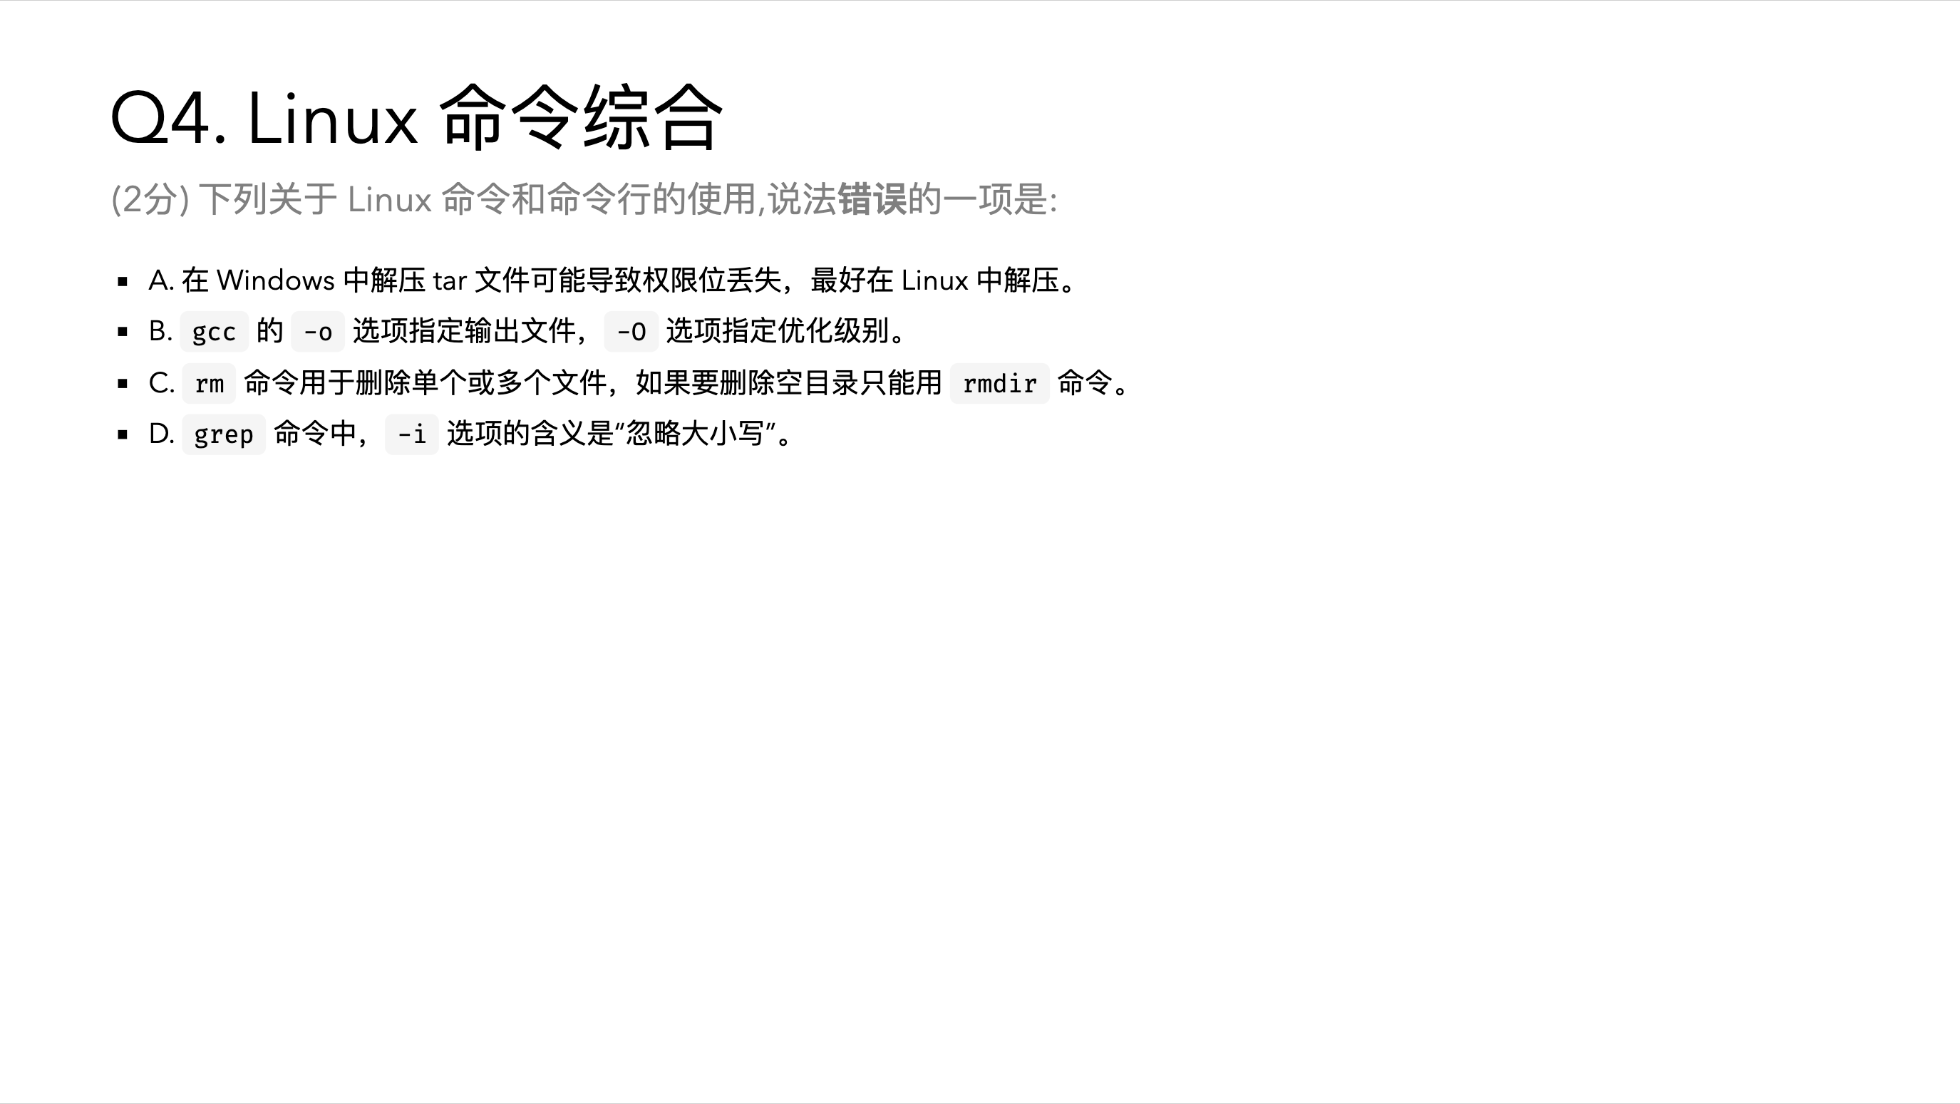 Q4. Linux 命令综合
(2分) 下列关于 Linux 命令和命令行的使用,说法错误的一项是:
▪ A. 在 Windows 中解压 tar 文件可能导致权限位丢失，最好在 Linux 中解压。
▪ B. gcc 的 -o 选项指定输出文件， -O 选项指定优化级别。
▪ C. rm 命令用于删除单个或多个文件，如果要删除空目录只能用 rmdir 命令。
▪ D. grep 命令中， -i 选项的含义是“忽略大小写”。